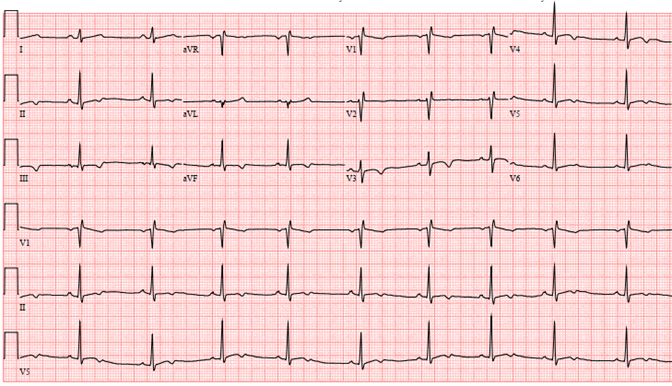 I aVR V1 V4
II aVL V2 V5
III aVF V3 V6
V1
II
V5